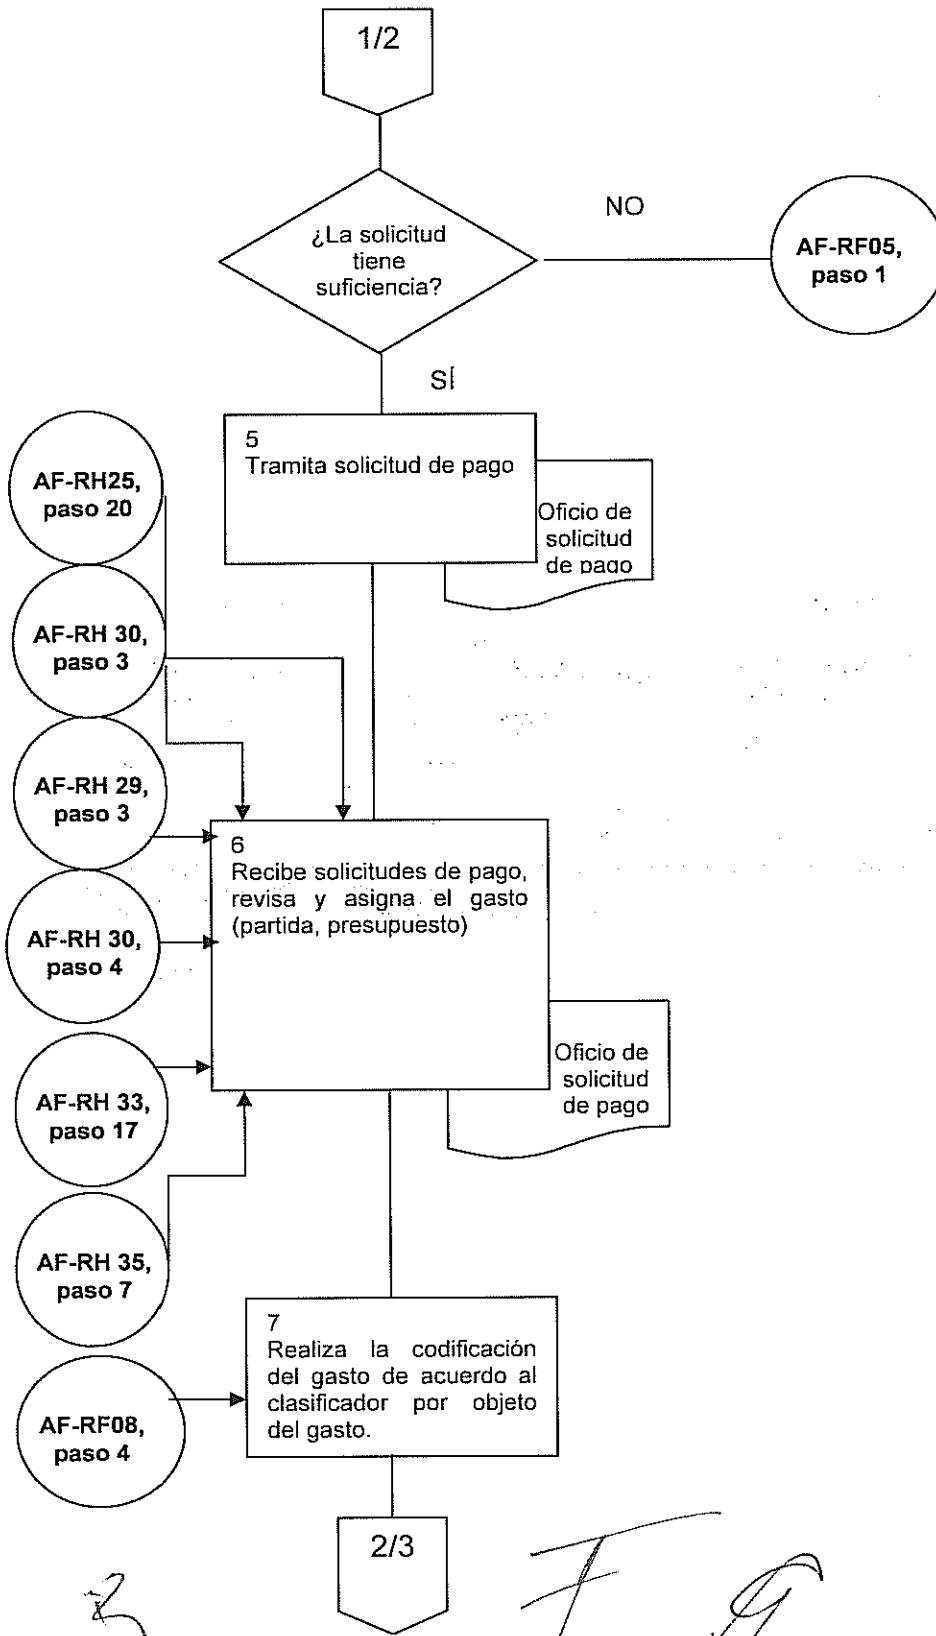 1/2
¿La solicitud
tiene
suficiencia?
NO
AF-RF05,
paso 1
SÍ
5
Tramita solicitud de pago
Oficio de
solicitud
de pago
AF-RH25,
paso 20
AF-RH 30,
paso 3
AF-RH 29,
paso 3
6
Recibe solicitudes de pago,
revisa y asigna el gasto
(partida, presupuesto)
AF-RH 30,
paso 4
Oficio de
solicitud
de pago
AF-RH 33,
paso 17
AF-RH 35,
paso 7
7
Realiza la codificación
del gasto de acuerdo al
clasificador por objeto
del gasto.
AF-RF08,
paso 4
2/3